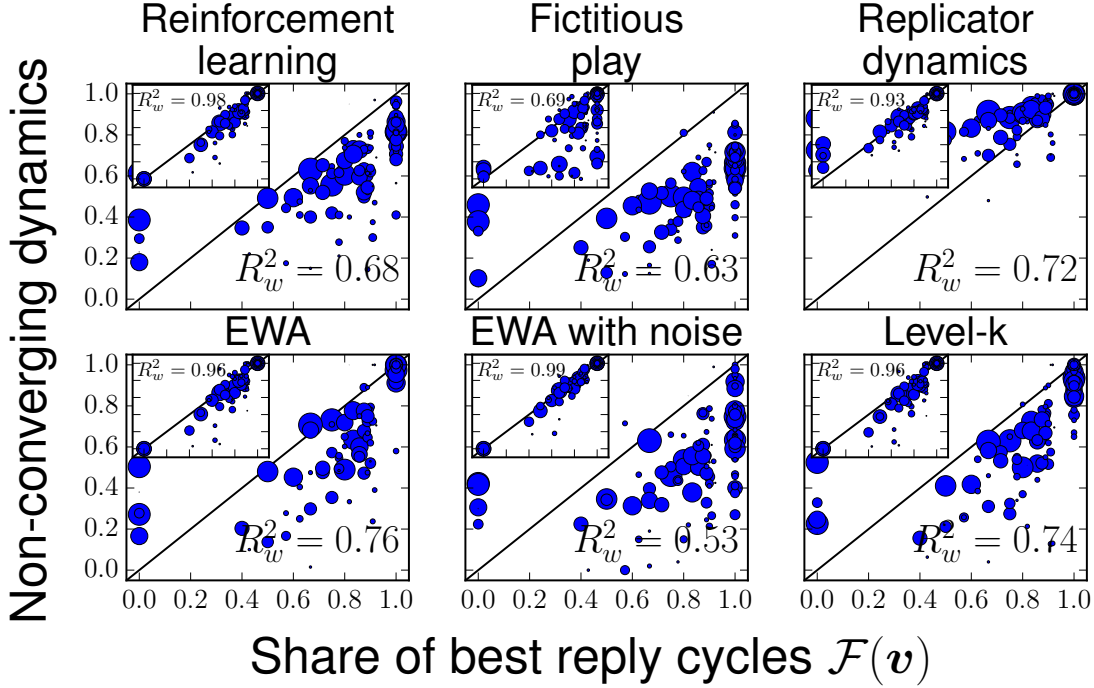 Reinforcement learning
Fictitious play
Replicator dynamics
Non-converging dynamics
1.0
0.8
0.6
0.4
0.2
0.0
R²_w = 0.98
R²_w = 0.68
R²_w = 0.69
R²_w = 0.63
R²_w = 0.93
R²_w = 0.72
EWA
EWA with noise
Level-k
1.0
0.8
0.6
0.4
0.2
0.0
R²_w = 0.96
R²_w = 0.76
R²_w = 0.99
R²_w = 0.53
R²_w = 0.96
R²_w = 0.74
0.0 0.2 0.4 0.6 0.8 1.0
0.0 0.2 0.4 0.6 0.8 1.0
0.0 0.2 0.4 0.6 0.8 1.0
Share of best reply cycles 𝓕(𝒗)